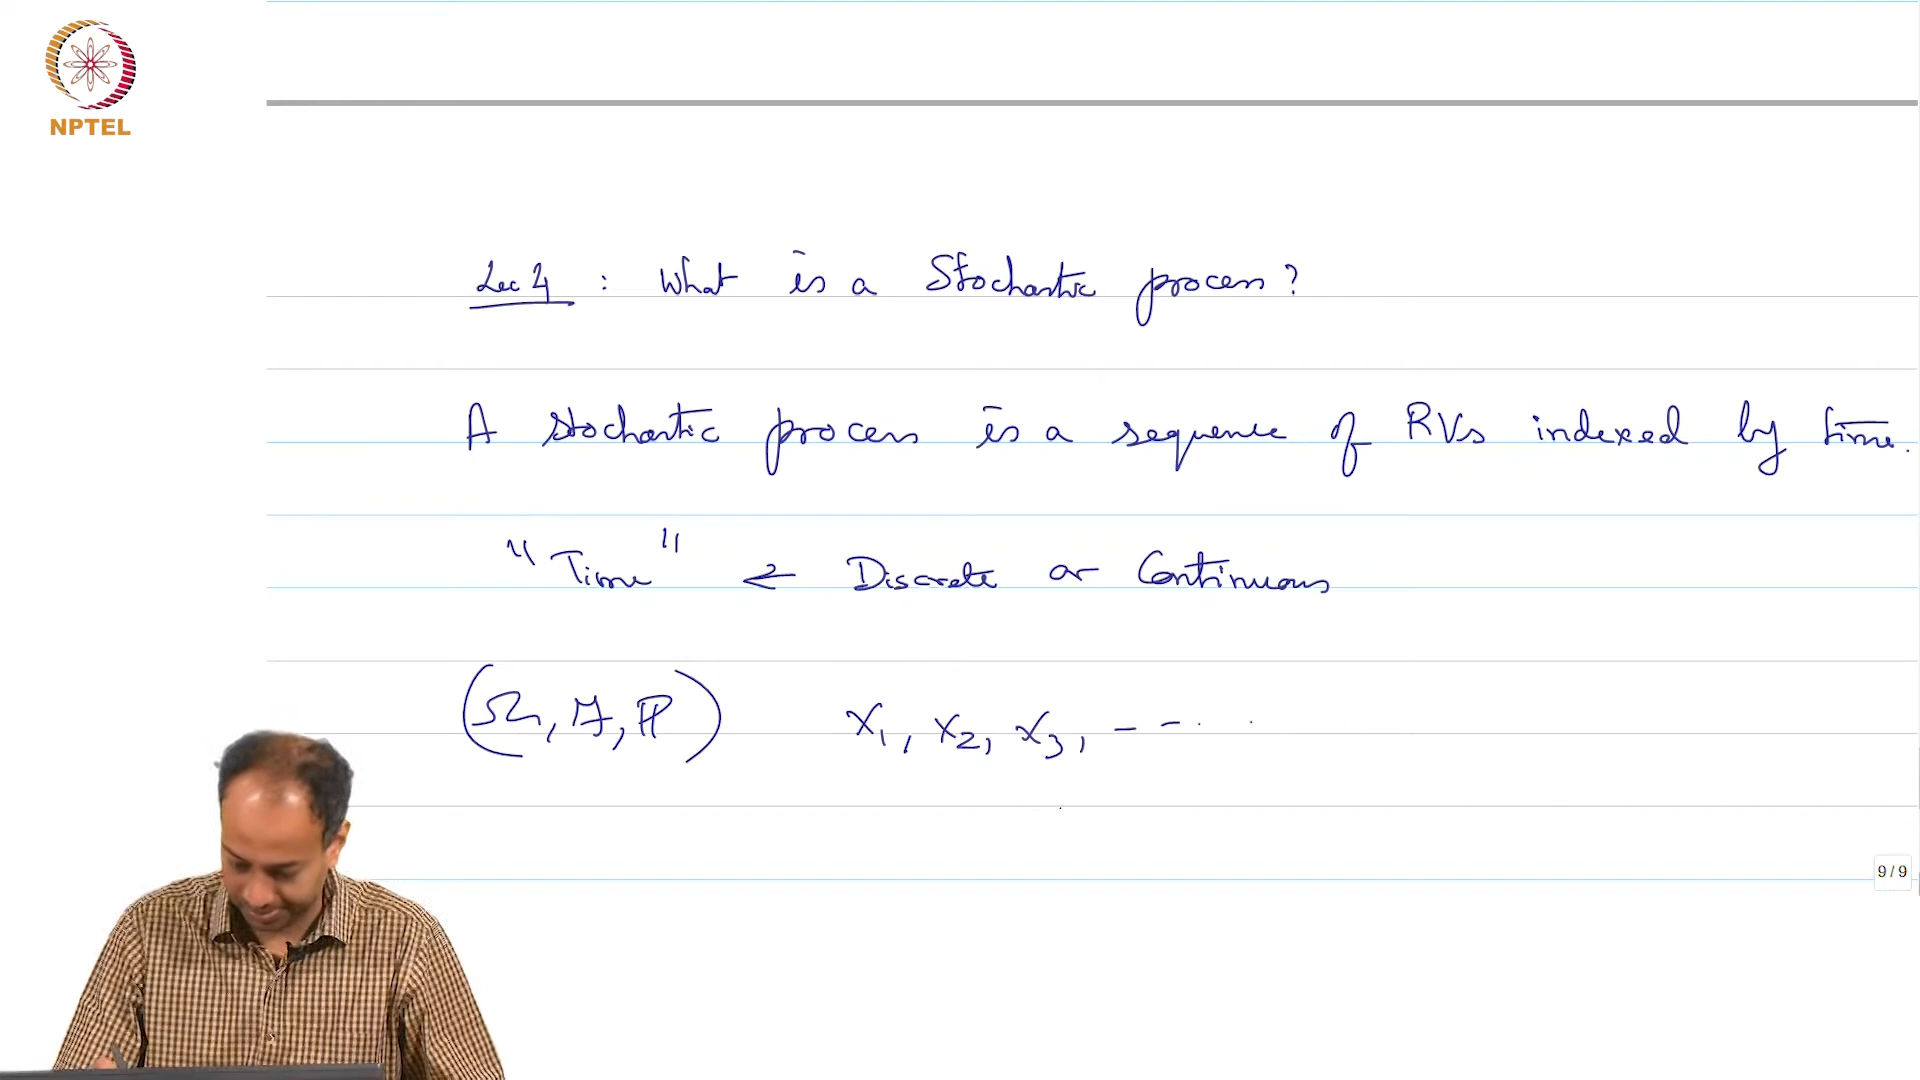 NPTEL
Lec 4 : What is a Stochastic process?
A stochastic process is a sequence of RVs indexed by time.
"Time" ← Discrete or Continuous
(Ω, F, ℙ) X₁, X₂, X₃, - - . .
9 / 9